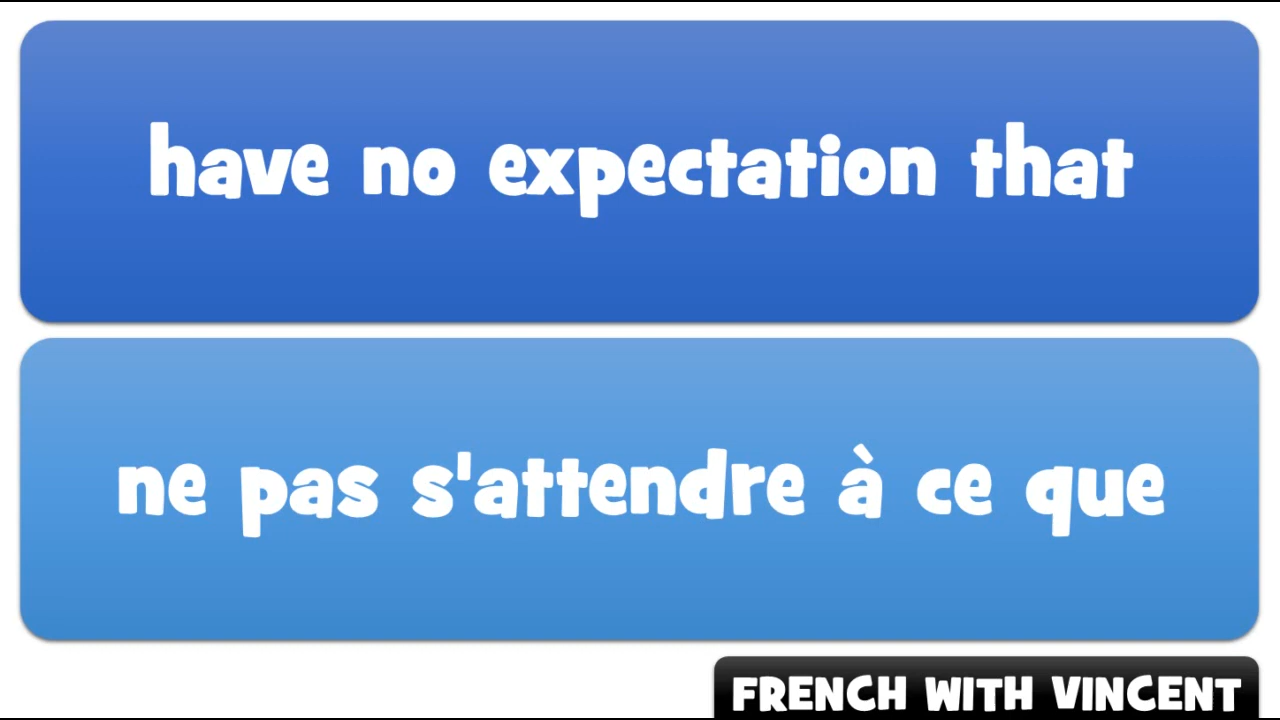 have no expectation that
ne pas s'attendre à ce que
FRENCH WITH VINCENT